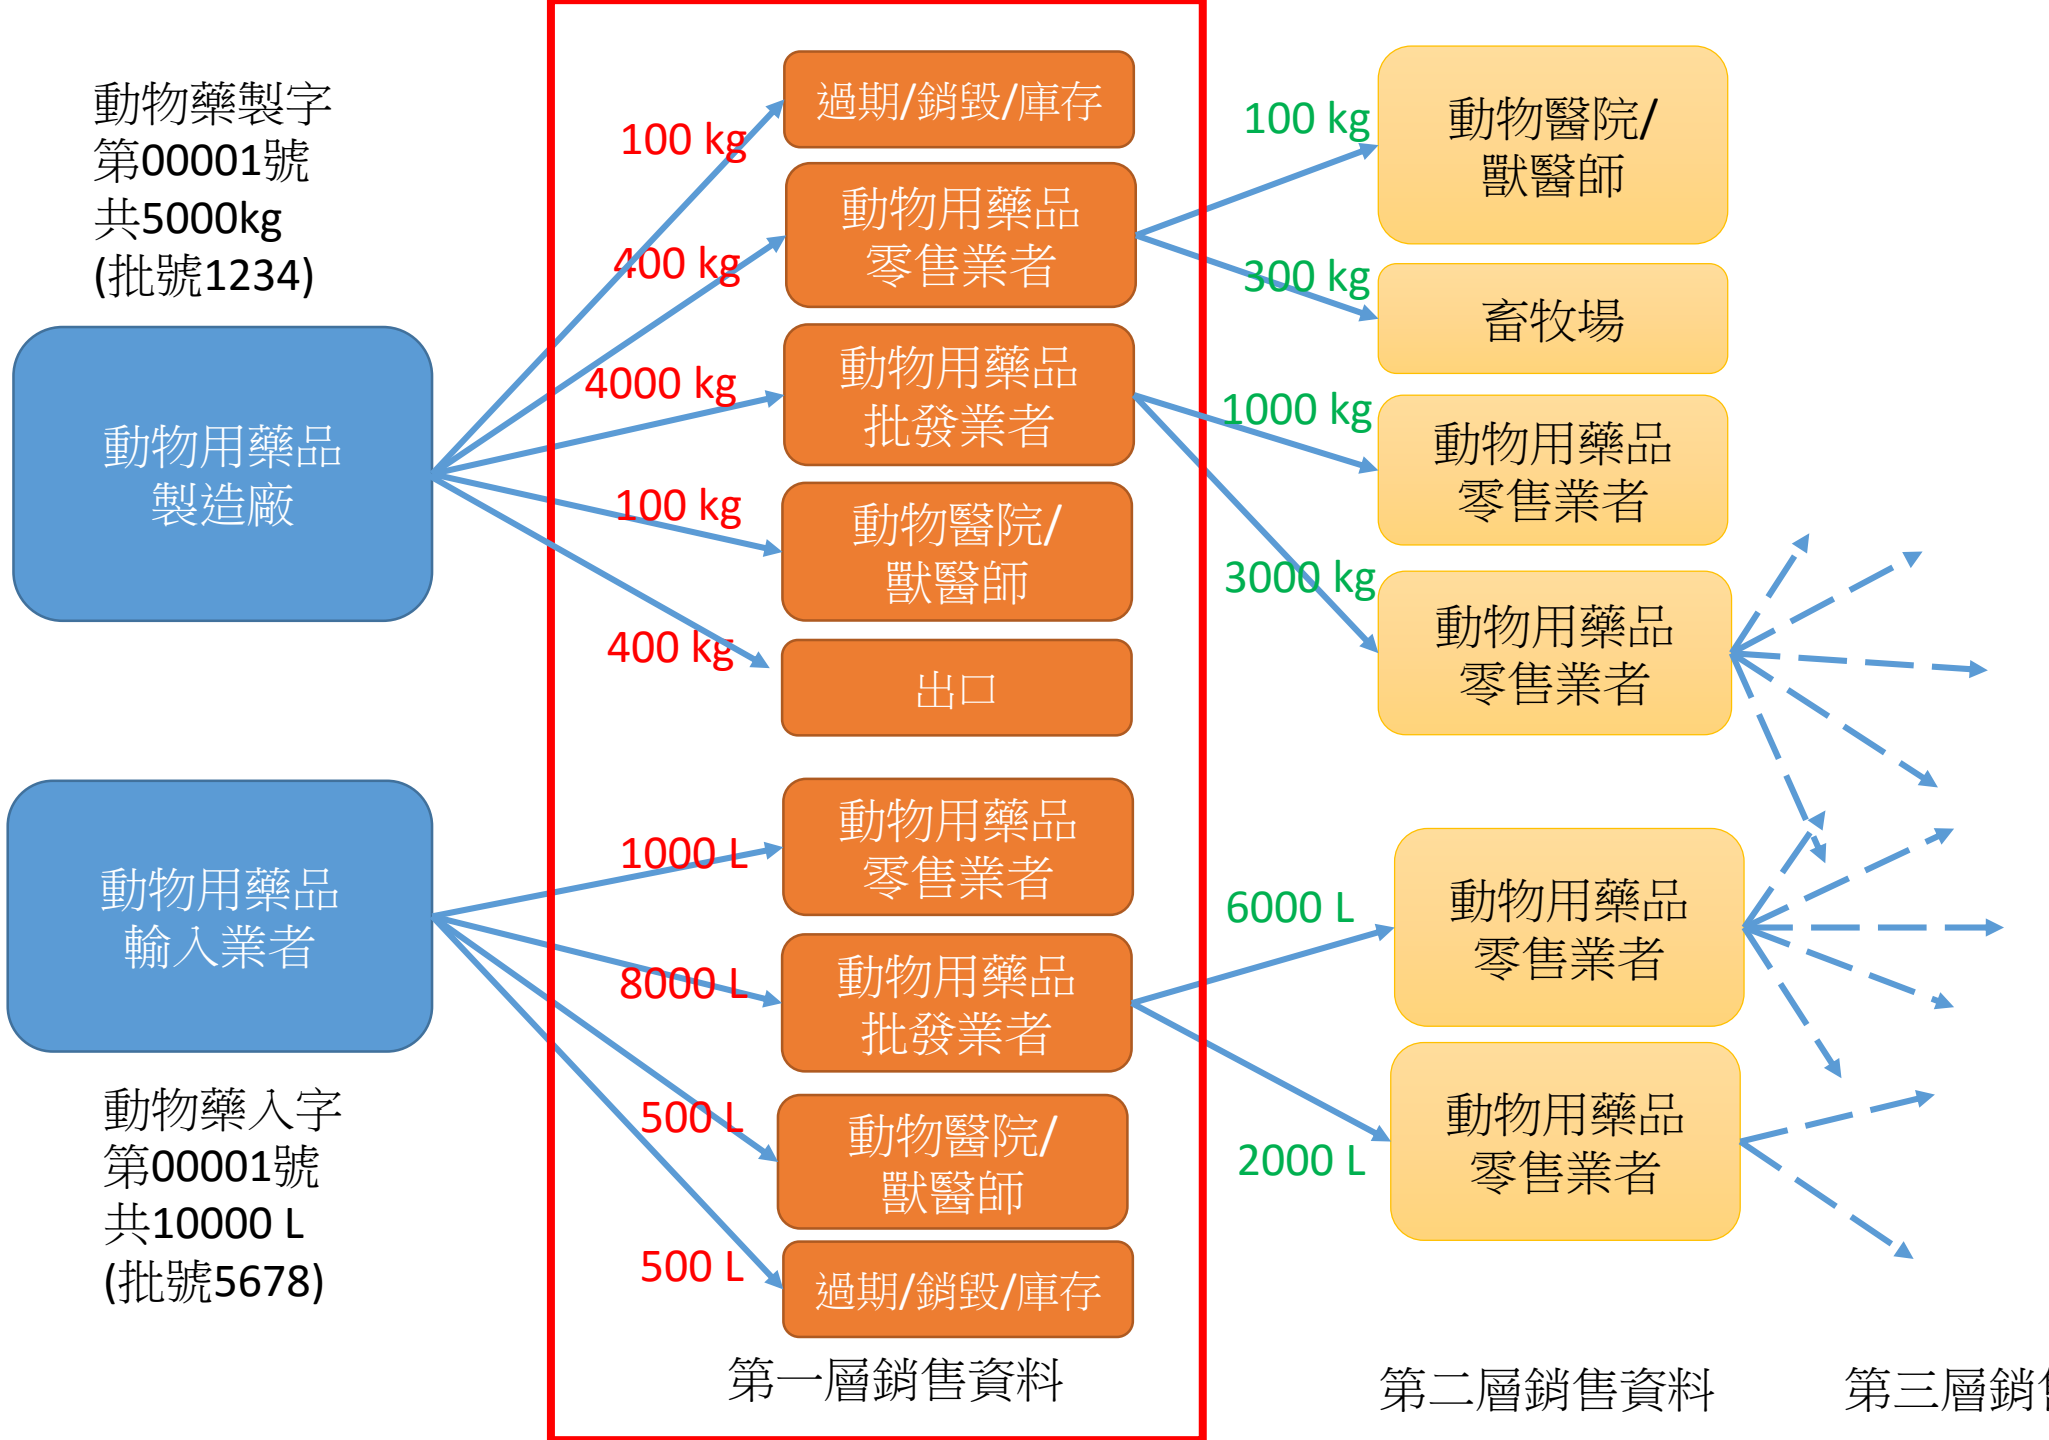 動物藥製字
第00001號
共5000kg
(批號1234)
動物用藥品
製造廠
動物用藥品
輸入業者
動物藥入字
第00001號
共10000 L
(批號5678)
100 kg
400 kg
4000 kg
100 kg
400 kg
1000 L
8000 L
500 L
500 L
過期/銷毀/庫存
動物用藥品
零售業者
動物用藥品
批發業者
動物醫院/
獸醫師
出口
動物用藥品
零售業者
動物用藥品
批發業者
動物醫院/
獸醫師
過期/銷毀/庫存
第一層銷售資料
100 kg
300 kg
1000 kg
3000 kg
6000 L
2000 L
動物醫院/
獸醫師
畜牧場
動物用藥品
零售業者
動物用藥品
零售業者
動物用藥品
零售業者
動物用藥品
零售業者
第二層銷售資料
第三層銷